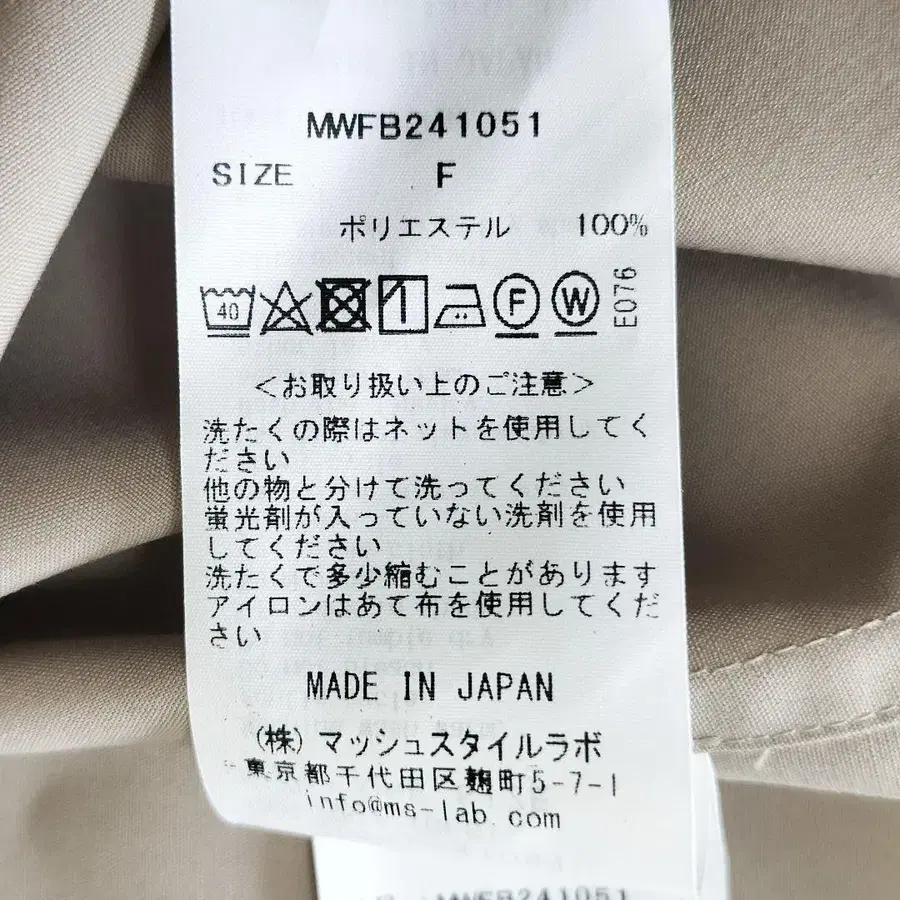 MWFB241051
SIZE F
ポリエステル 100%
40 F W E076
<お取り扱い上のご注意>
洗たくの際はネットを使用してく
ださい
他の物と分けて洗ってください
蛍光剤が入っていない洗剤を使用
してください
洗たくで多少縮むことがあります
アイロンはあて布を使用してくだ
さい
MADE IN JAPAN
(株)マッシュスタイルラボ
東京都千代田区麹町5-7-1
info@ms-lab.com
MWFB241051